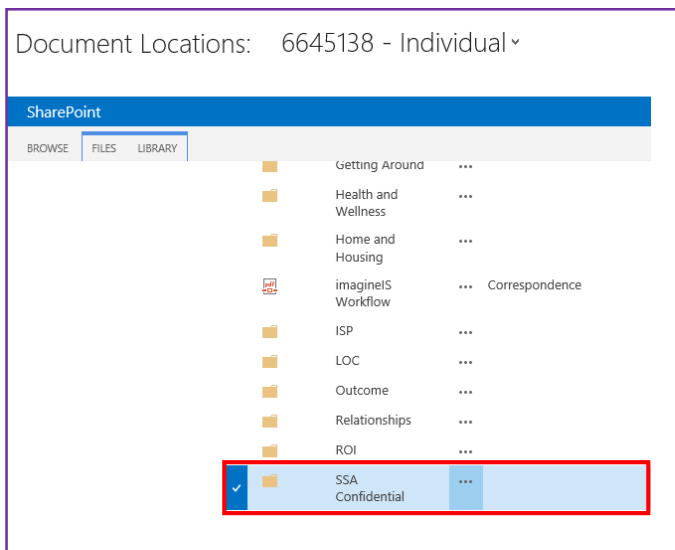 Document Locations: 6645138 - Individual
SharePoint
BROWSE FILES LIBRARY
Getting Around ...
Health and ...
Wellness
Home and ...
Housing
pdf
imagineIS ... Correspondence
Workflow
ISP ...
LOC ...
Outcome ...
Relationships ...
ROI ...
SSA ...
Confidential